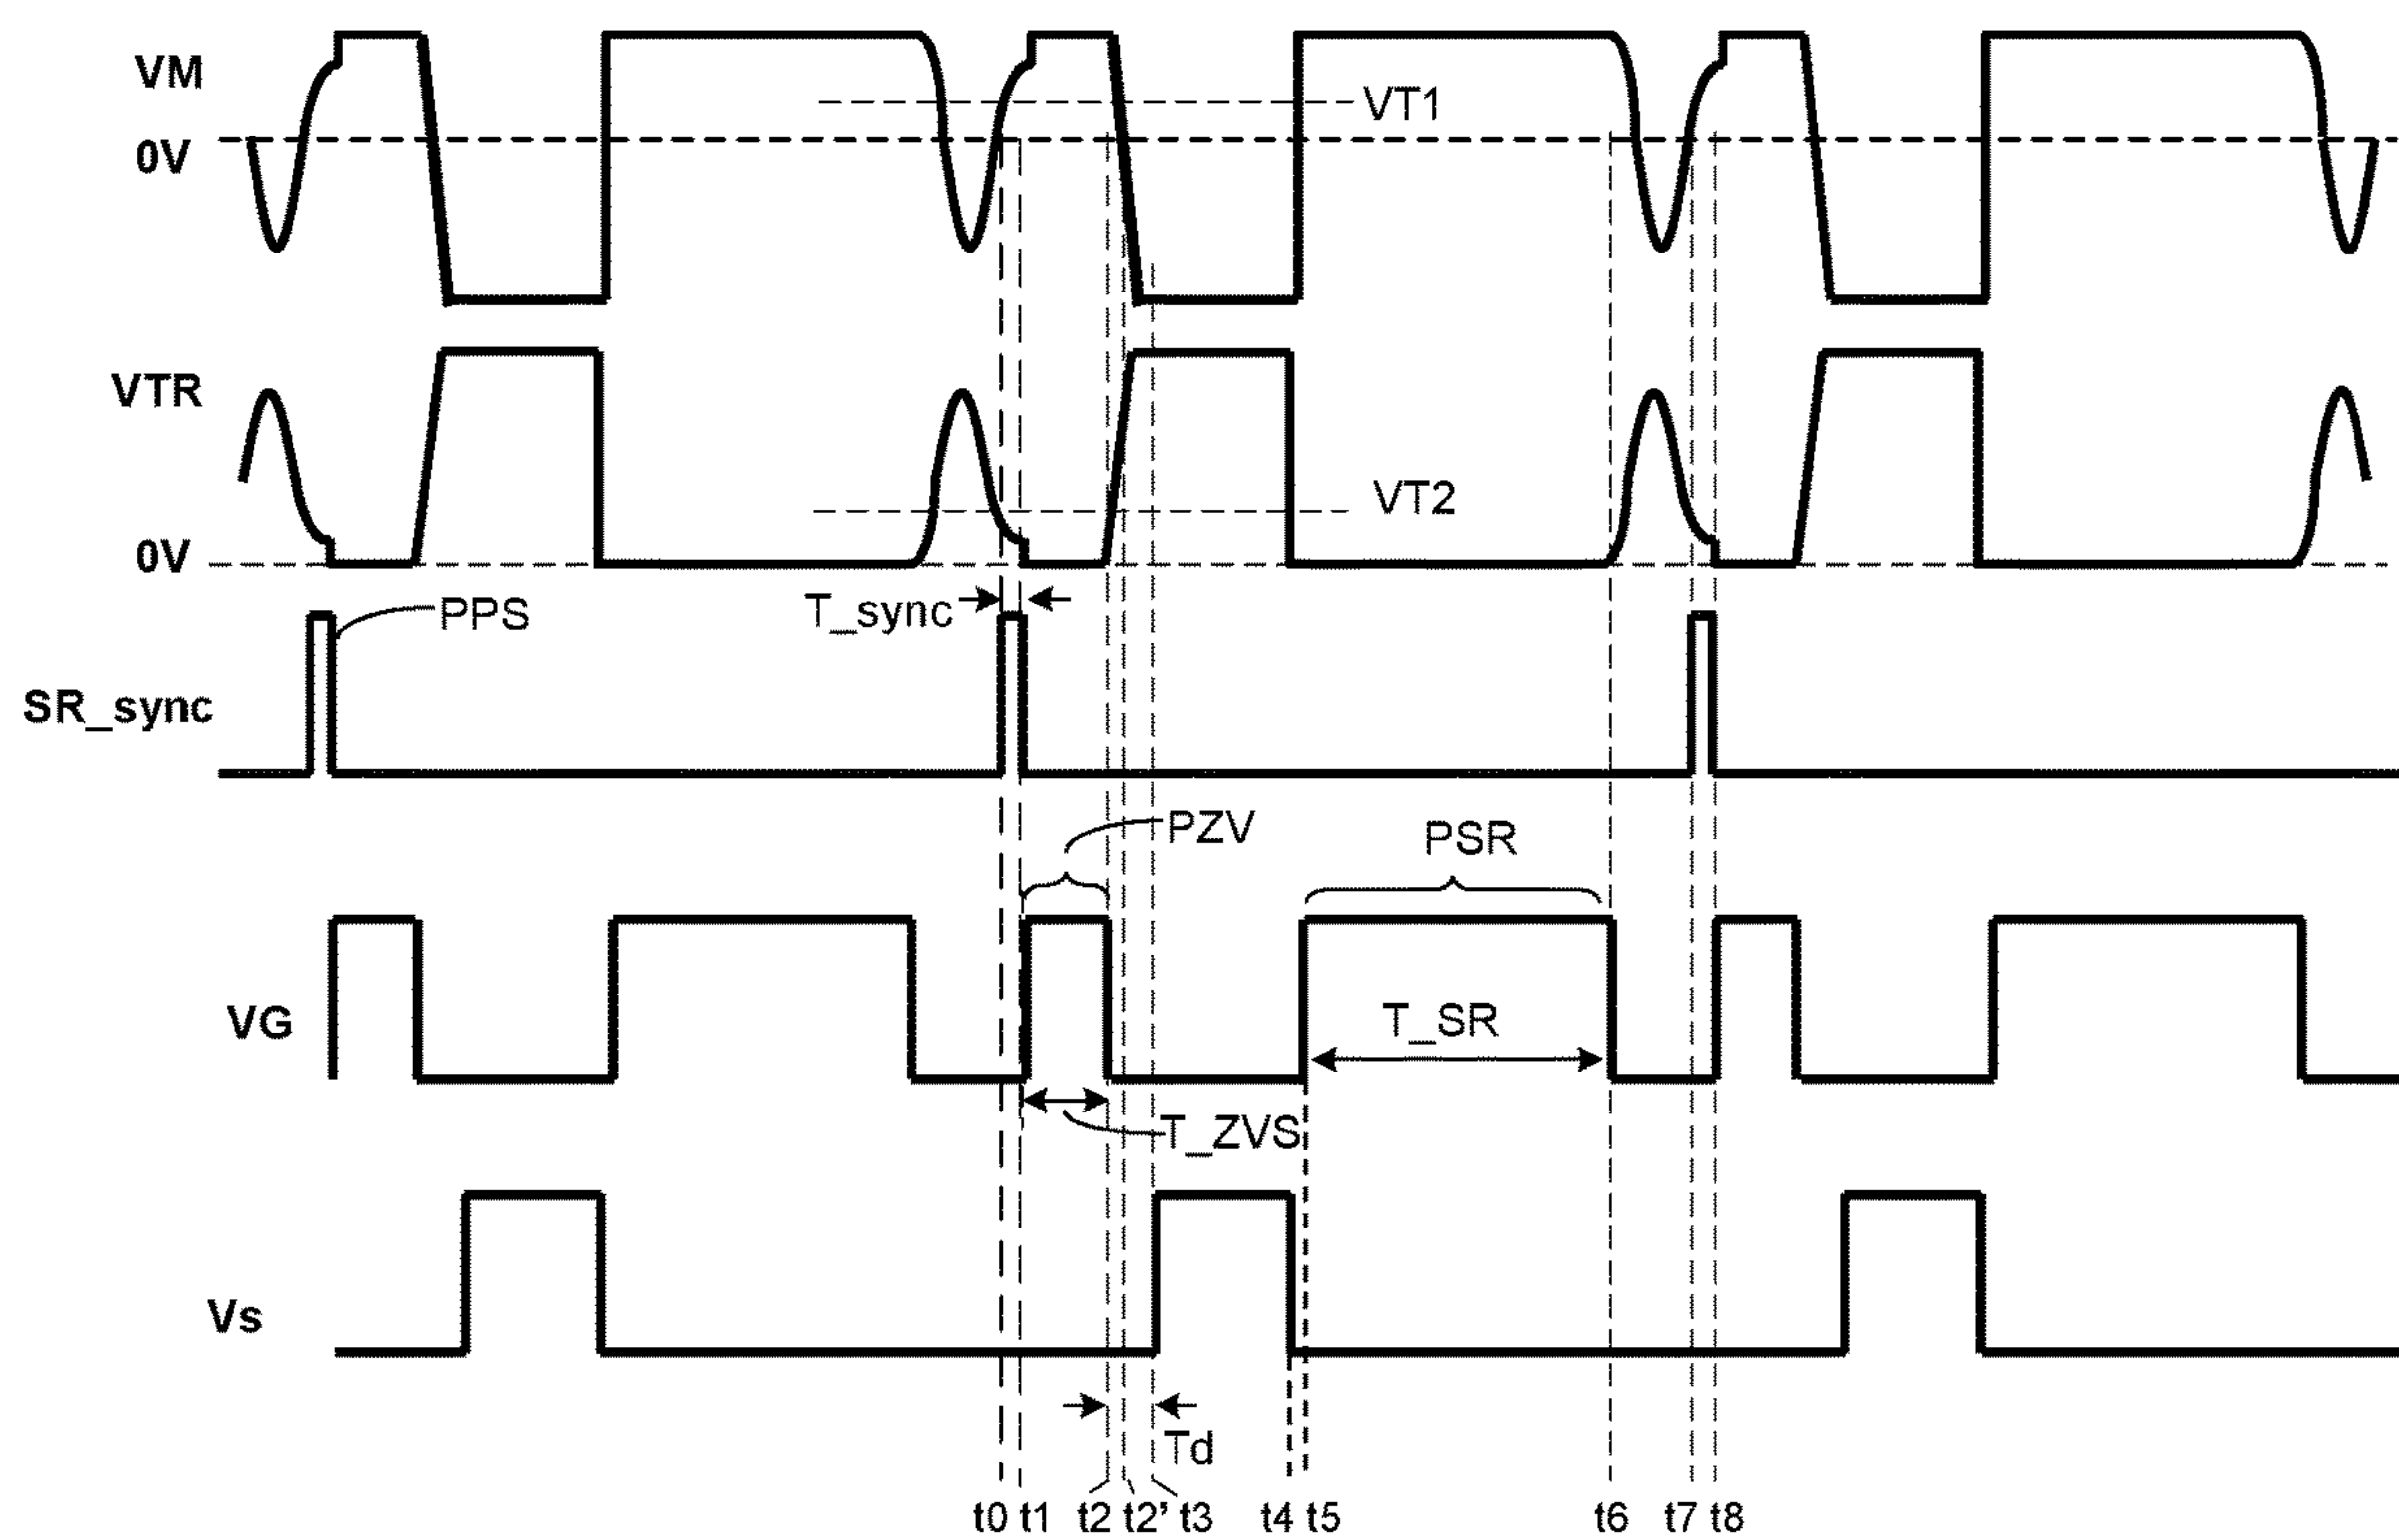 VM
VT1
0V
VTR
VT2
0V
T_sync
PPS
SR_sync
PZV
PSR
VG
T_SR
T_ZVS
Vs
Td
t0 t1 t2 t2’ t3 t4 t5 t6 t7 t8